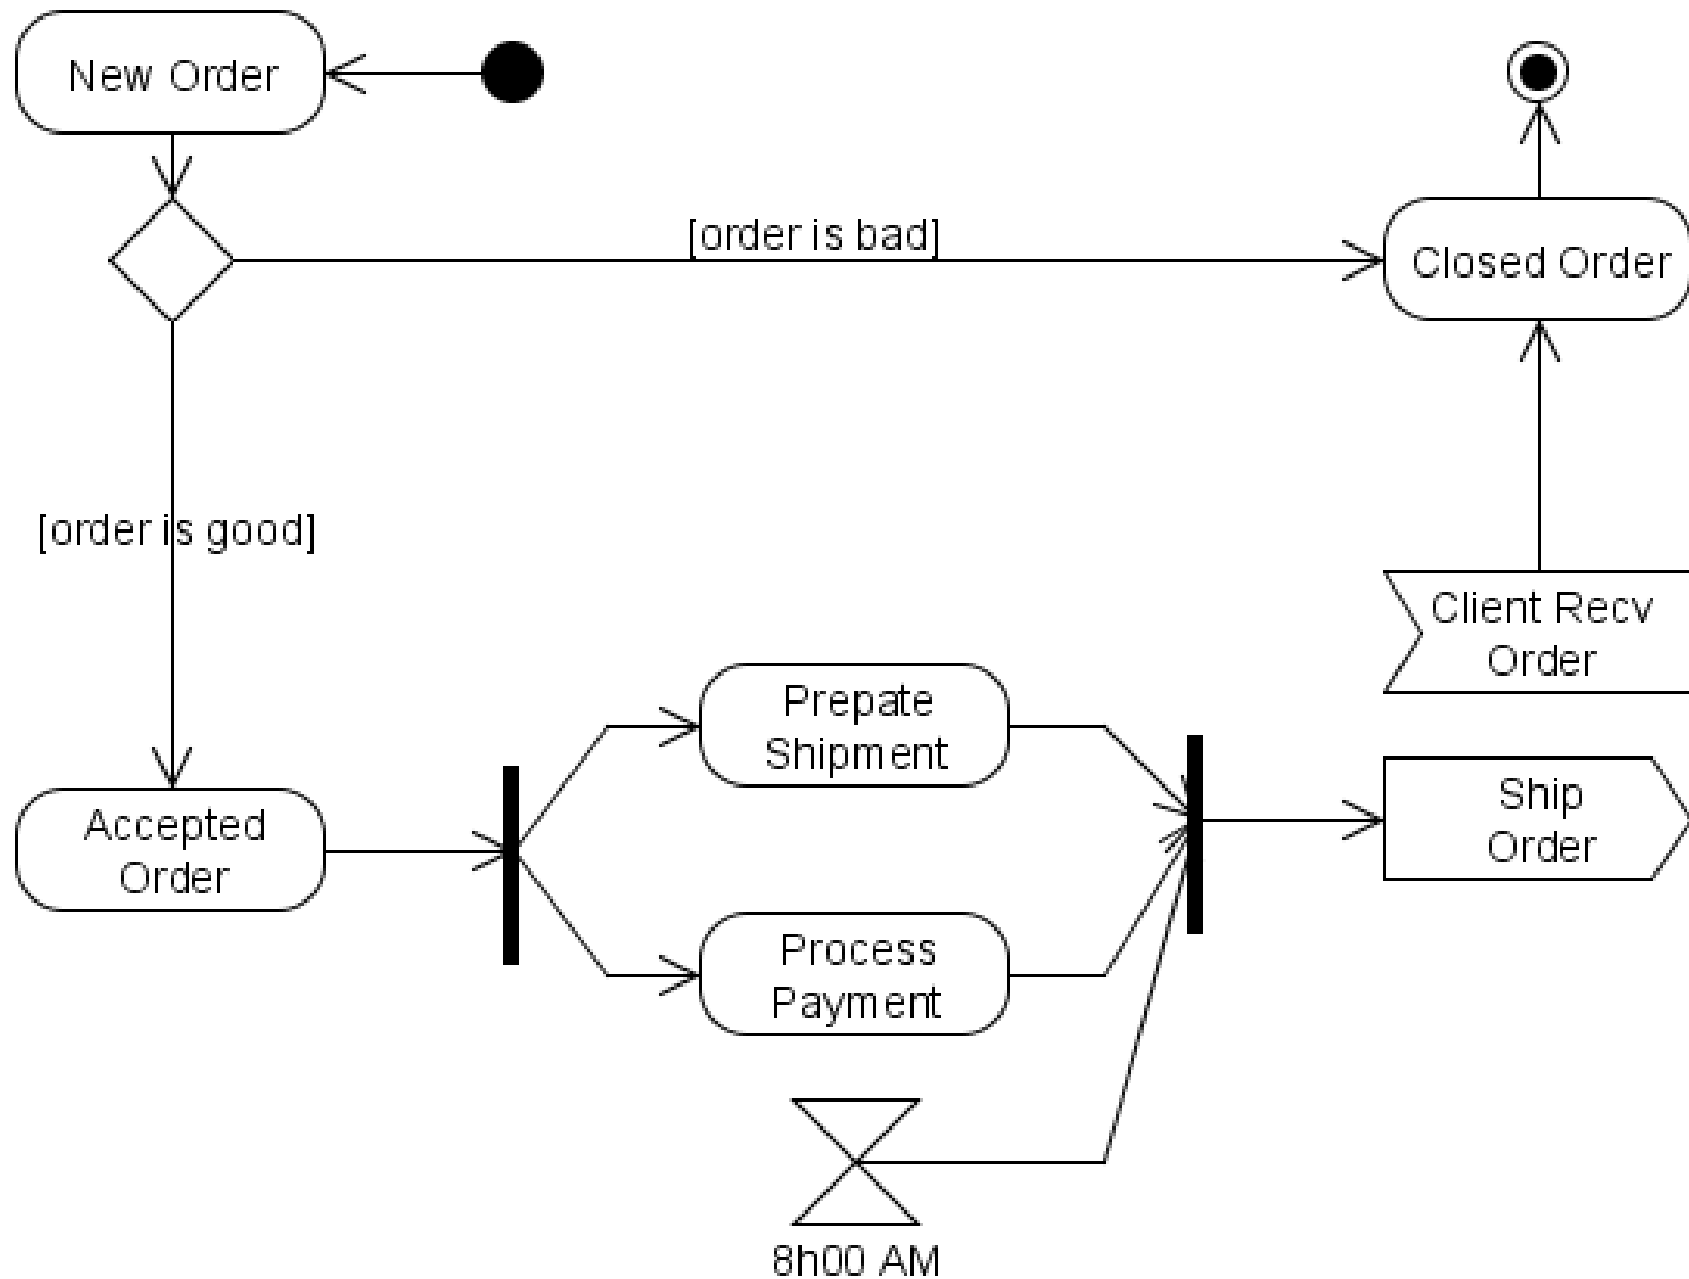 New Order
[order is bad]
Closed Order
[order is good]
Client Recv
Order
Prepate
Shipment
Ship
Order
Accepted
Order
Process
Payment
8h00 AM